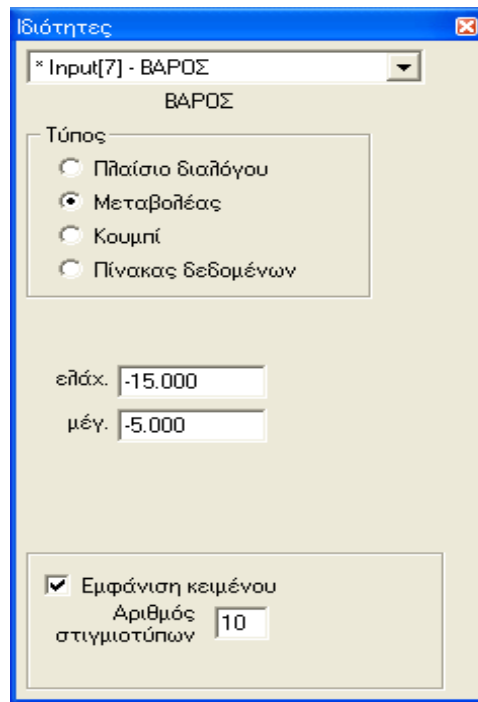 Ιδιότητες
* Input[7] - ΒΑΡΟΣ
ΒΑΡΟΣ
Τύπος
Πλαίσιο διαλόγου
Μεταβολέας
Κουμπί
Πίνακας δεδομένων
ελάχ. -15.000
μέγ. -5.000
Εμφάνιση κειμένου
Αριθμός
στιγμιοτύπων 10